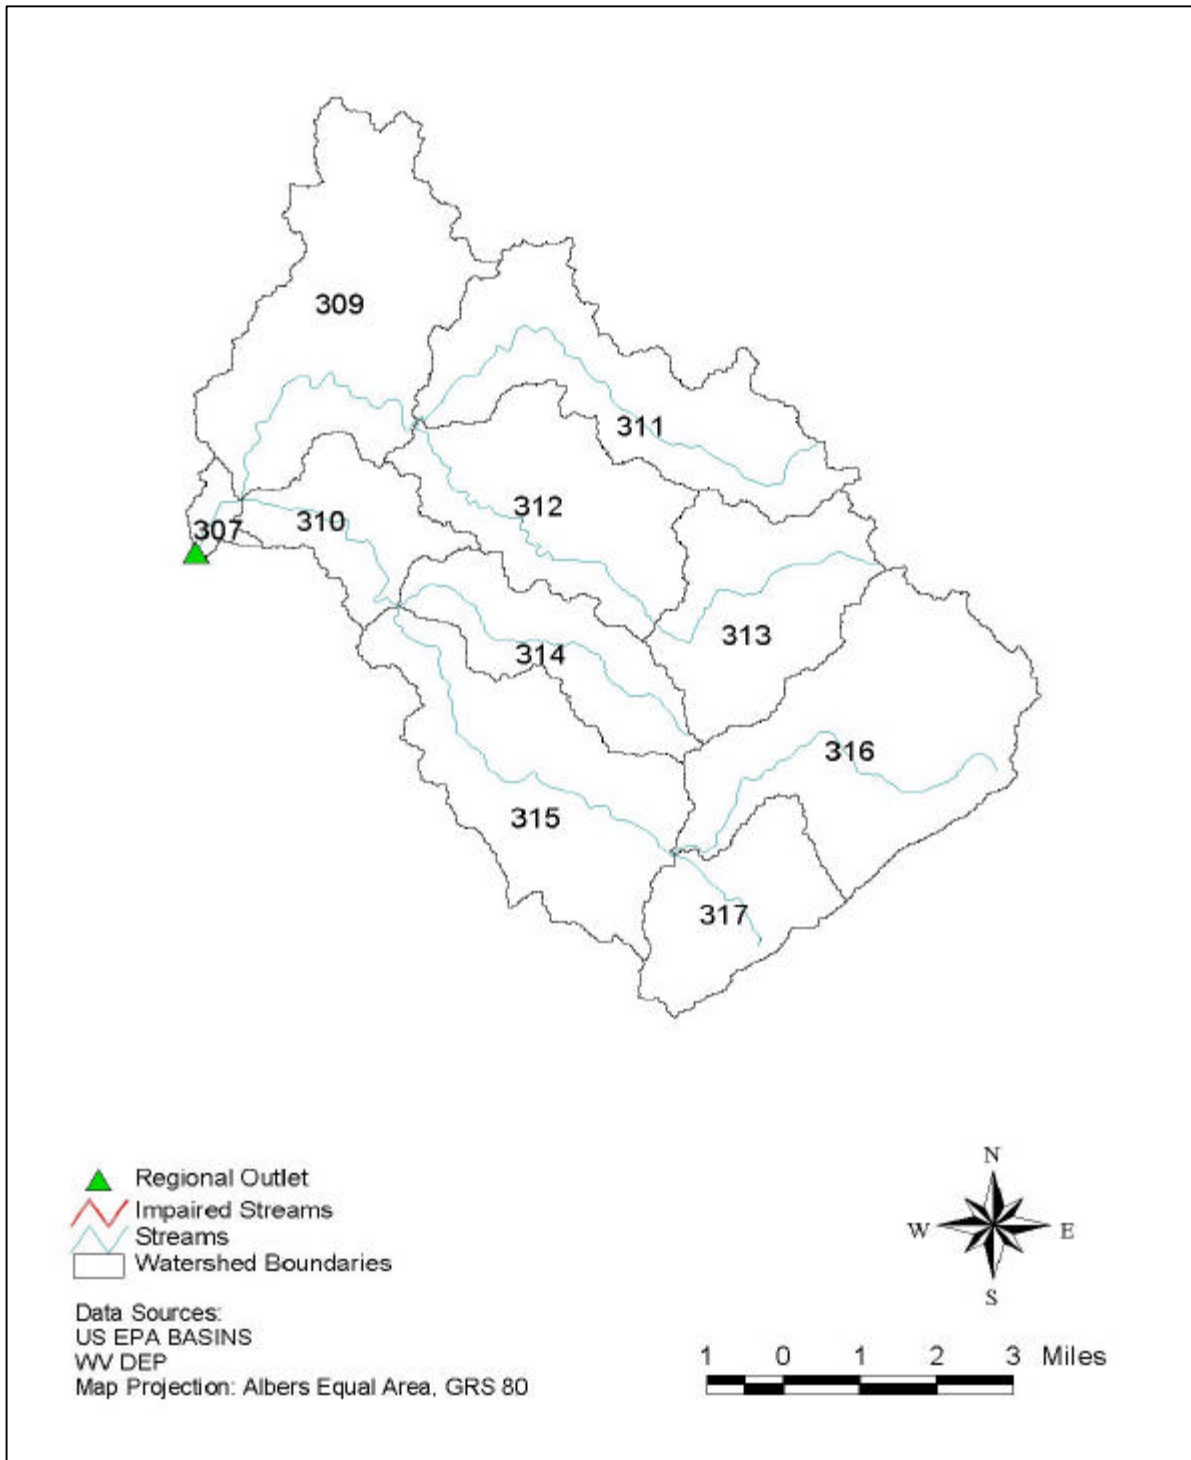 309
311
312
310
307
313
314
316
315
317
Regional Outlet
Impaired Streams
Streams
Watershed Boundaries
Data Sources:
US EPA BASINS
WV DEP
Map Projection: Albers Equal Area, GRS 80
N
W E
S
1 0 1 2 3 Miles